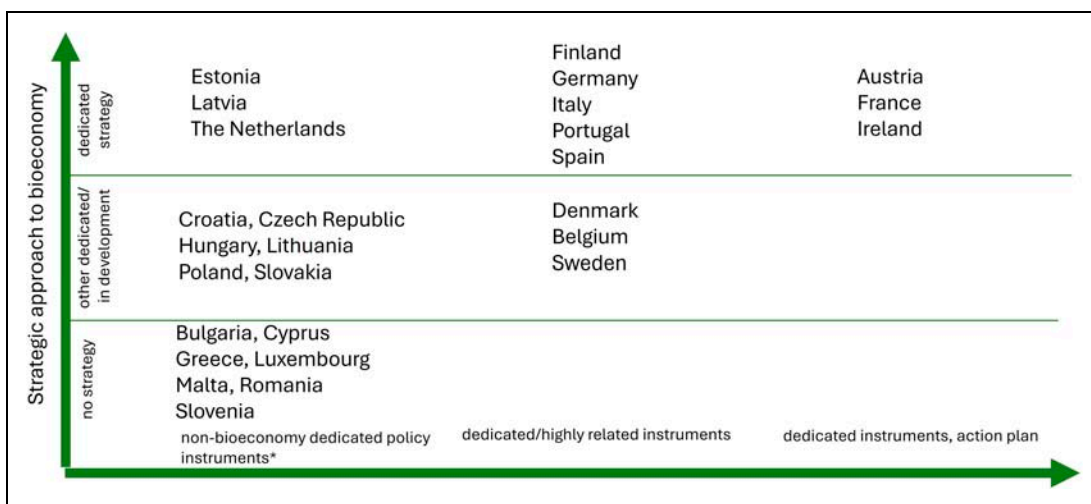 Strategic approach to bioeconomy
dedicated
strategy
Estonia
Latvia
The Netherlands
Finland
Germany
Italy
Portugal
Spain
Austria
France
Ireland
other dedicated/
in development
Croatia, Czech Republic
Hungary, Lithuania
Poland, Slovakia
Denmark
Belgium
Sweden
no strategy
Bulgaria, Cyprus
Greece, Luxembourg
Malta, Romania
Slovenia
non-bioeconomy dedicated policy
instruments*
dedicated/highly related instruments
dedicated instruments, action plan